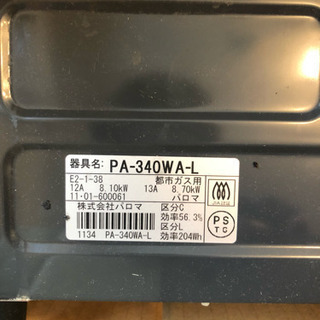 器具名: PA-340WA-L
E2-1-38 都市ガス用
12A 8.10kW 13A 8.70kW
11・01-600061 パロマ
株式会社パロマ 区分C
効率56.3%
区分L
1134 PA-340WA-L 効率204Wh
JIA
PS
TG